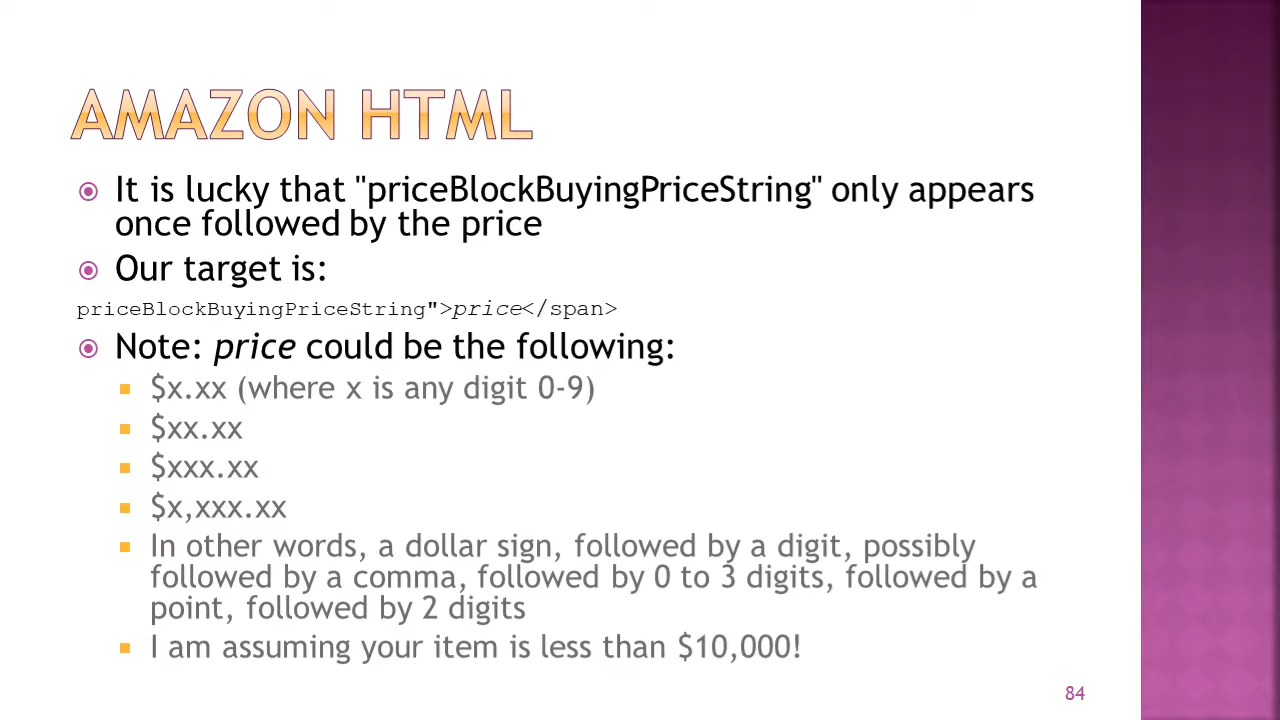 AMAZON HTML
It is lucky that "priceBlockBuyingPriceString" only appears
once followed by the price
Our target is:
priceBlockBuyingPriceString">price</span>
Note: price could be the following:
$x.xx (where x is any digit 0-9)
$xx.xx
$xxx.xx
$x,xxx.xx
In other words, a dollar sign, followed by a digit, possibly
followed by a comma, followed by 0 to 3 digits, followed by a
point, followed by 2 digits
I am assuming your item is less than $10,000!
84